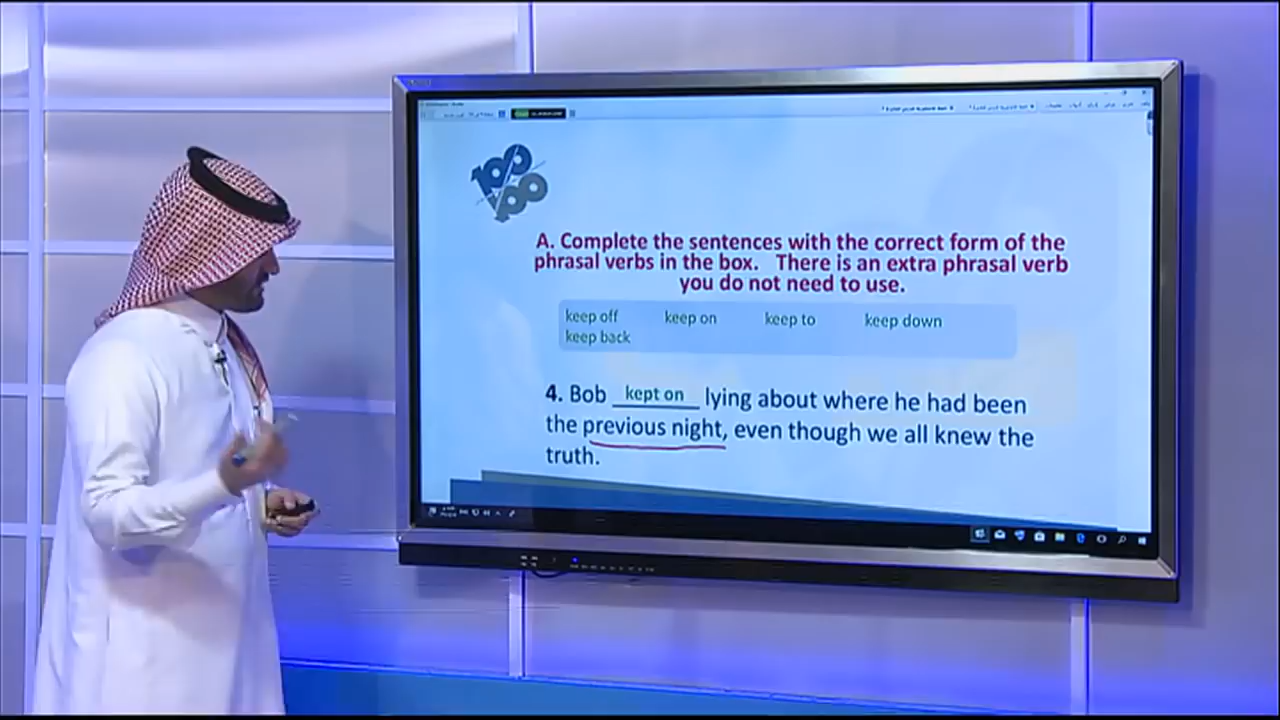 100
100
A. Complete the sentences with the correct form of the
phrasal verbs in the box. There is an extra phrasal verb
you do not need to use.
keep off keep on keep to keep down
keep back
4. Bob kept on lying about where he had been
the previous night, even though we all knew the
truth.